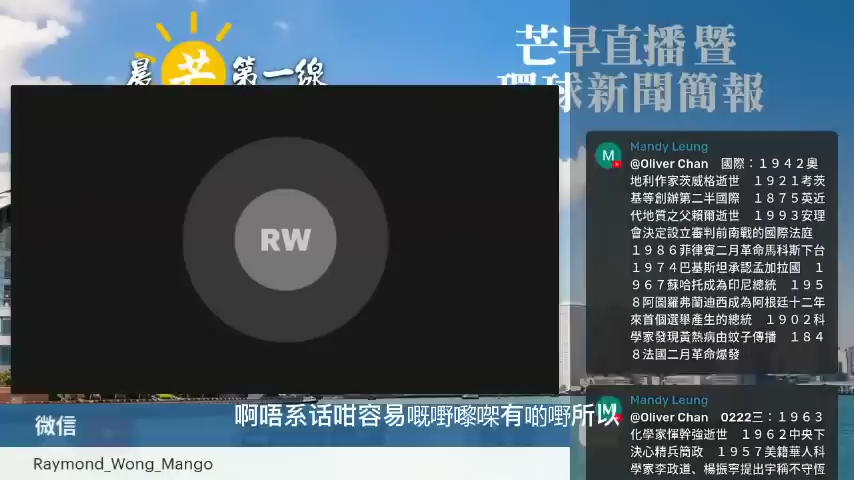 晨芒第一線
芒早直播暨
環球新聞簡報
RW
Mandy Leung
M
@Oliver Chan 國際：１９４２奧
地利作家茨威格逝世　１９２１考茨
基等創辦第二半國際　１８７５英近
代地質之父賴爾逝世　１９９３安理
會決定設立審判前南戰的國際法庭
１９８６菲律賓二月革命馬科斯下台
１９７４巴基斯坦承認孟加拉國　１
９６７蘇哈托成為印尼總統　１９５
８阿圖羅弗蘭迪西成為阿根廷十二年
來首個選舉產生的總統　１９０２科
學家發現黃熱病由蚊子傳播　１８４
８法國二月革命爆發
Mandy Leung
M
@Oliver Chan 0222三：１９６３
化學家惲幹強逝世　１９６２中央下
決心精兵簡政　１９５７美籍華人科
學家李政道、楊振寧提出宇稱不守恆
啊唔系话咁容易嘅嘢嚟㗎有啲嘢所以
微信
Raymond_Wong_Mango